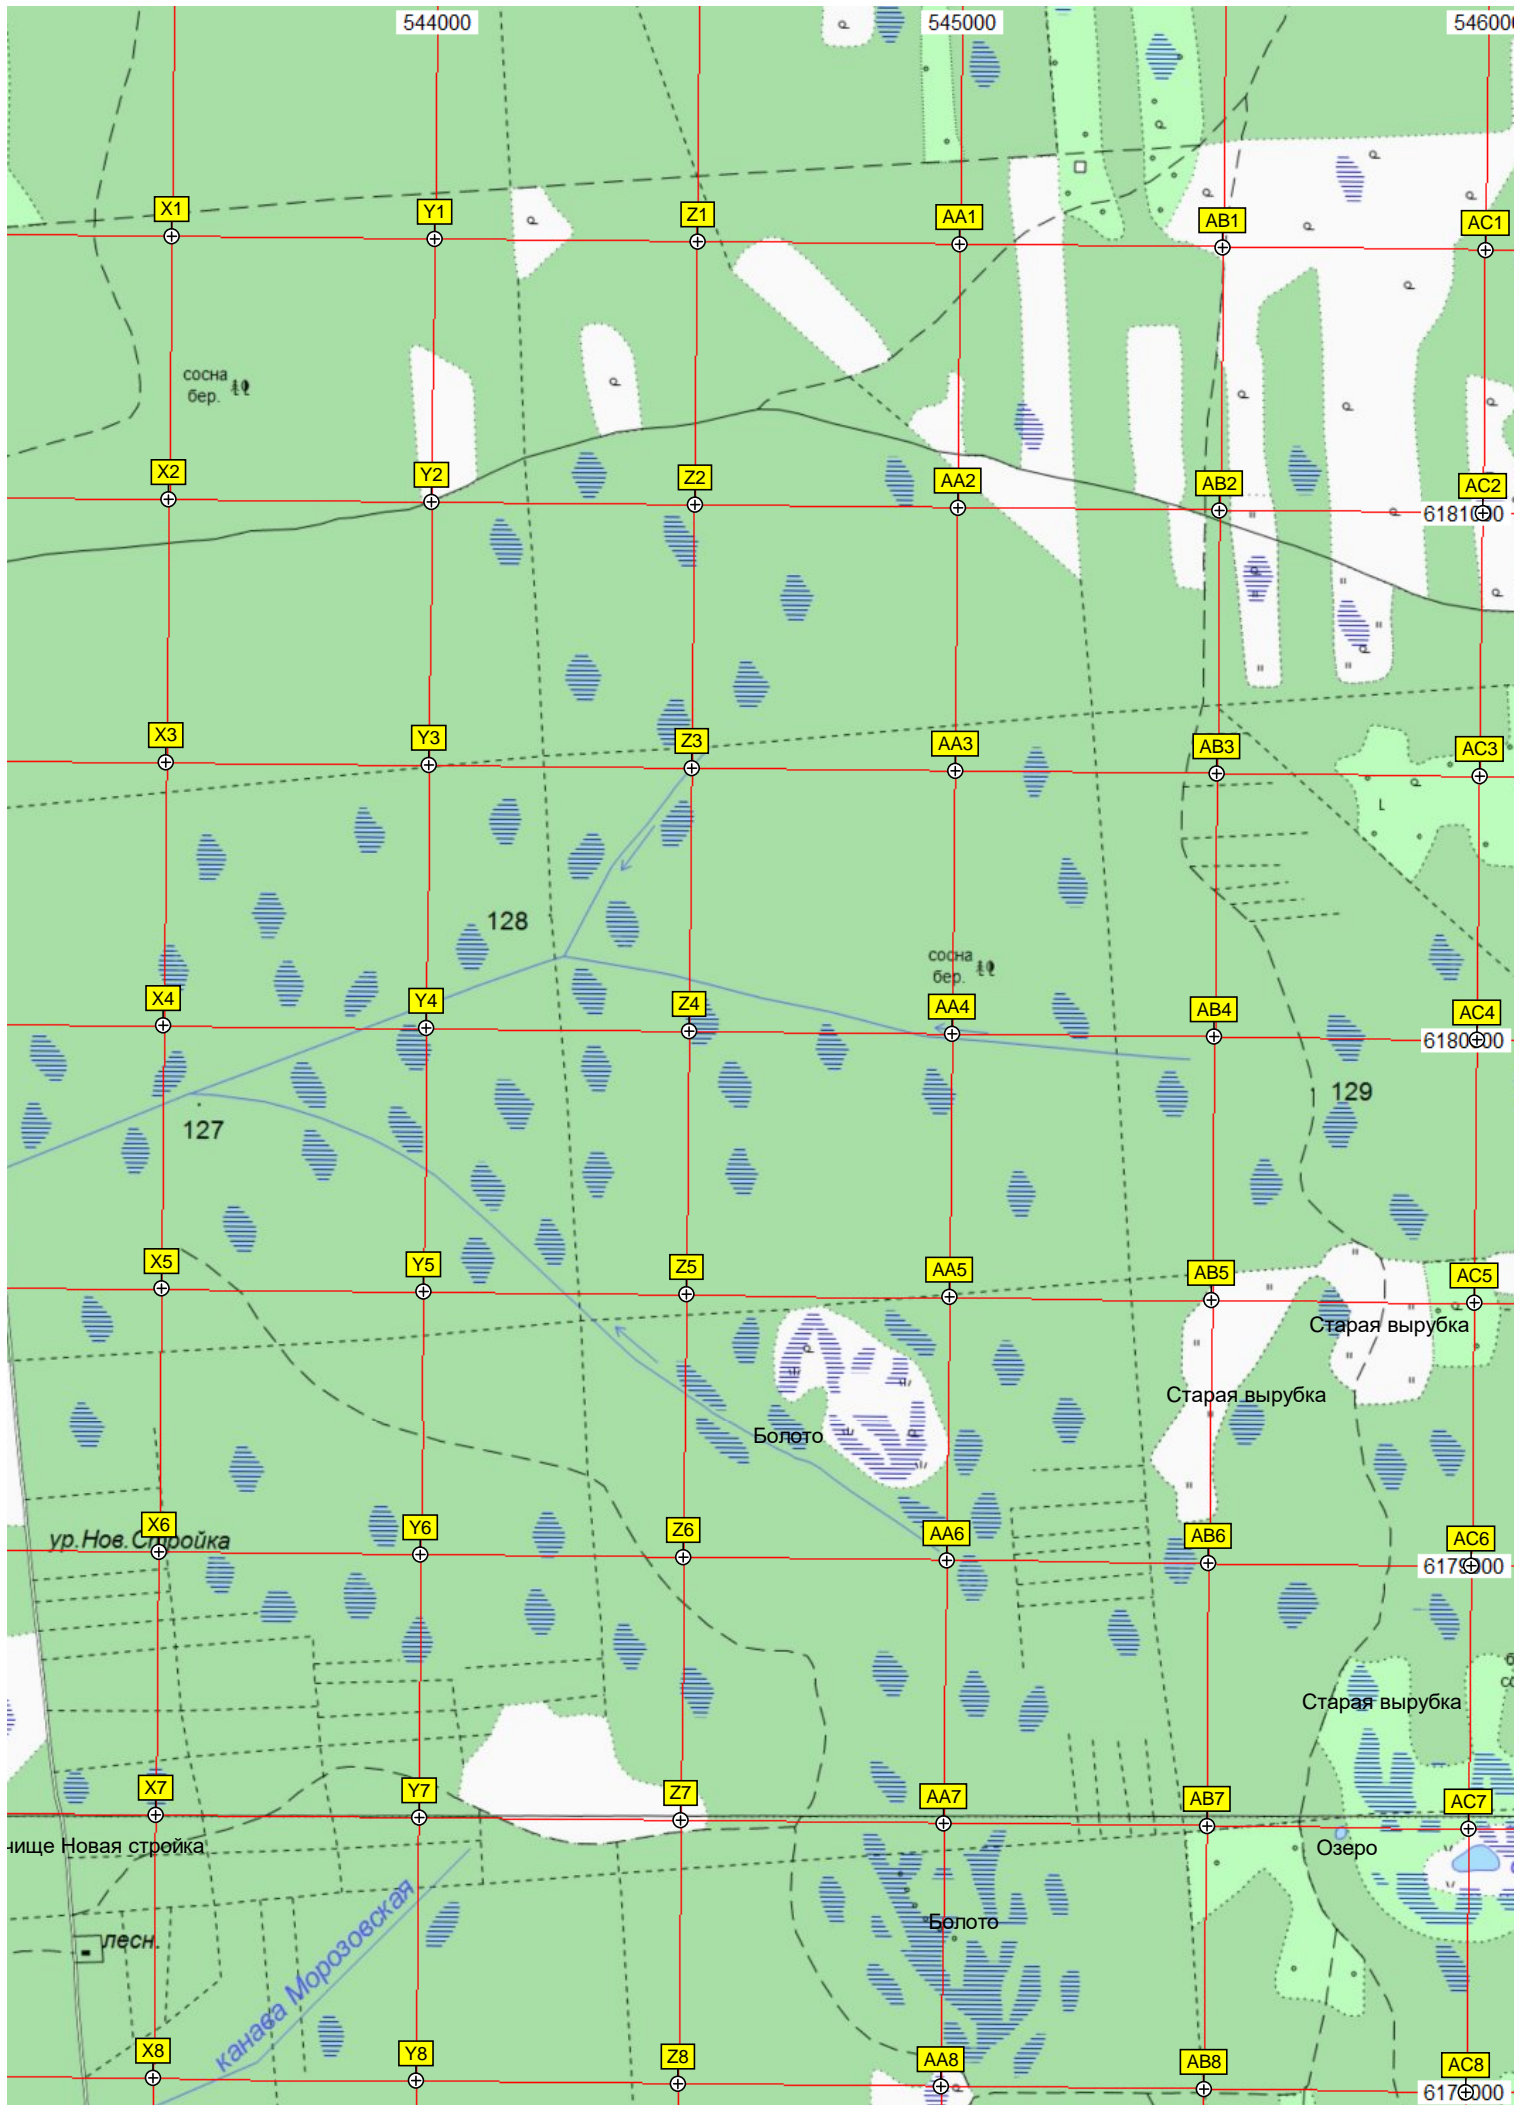 544000 545000 546000
X1 Y1 Z1 AA1 AB1 AC1
сосна
бер.
X2 Y2 Z2 AA2 AB2 AC2
X3 Y3 Z3 AA3 AB3 AC3
L
128
сосна
бер.
X4 Y4 Z4 AA4 AB4 AC4
129
127
X5 Y5 Z5 AA5 AB5 AC5
Старая вырубка
Старая вырубка
Болото
X6 Y6 Z6 AA6 AB6 AC6
ур.Нов.Стройка
Старая вырубка
X7 Y7 Z7 AA7 AB7 AC7
Новая стройка
Озеро
Болото
лесн.
канава Морозовская
X8 Y8 Z8 AA8 AB8 AC8